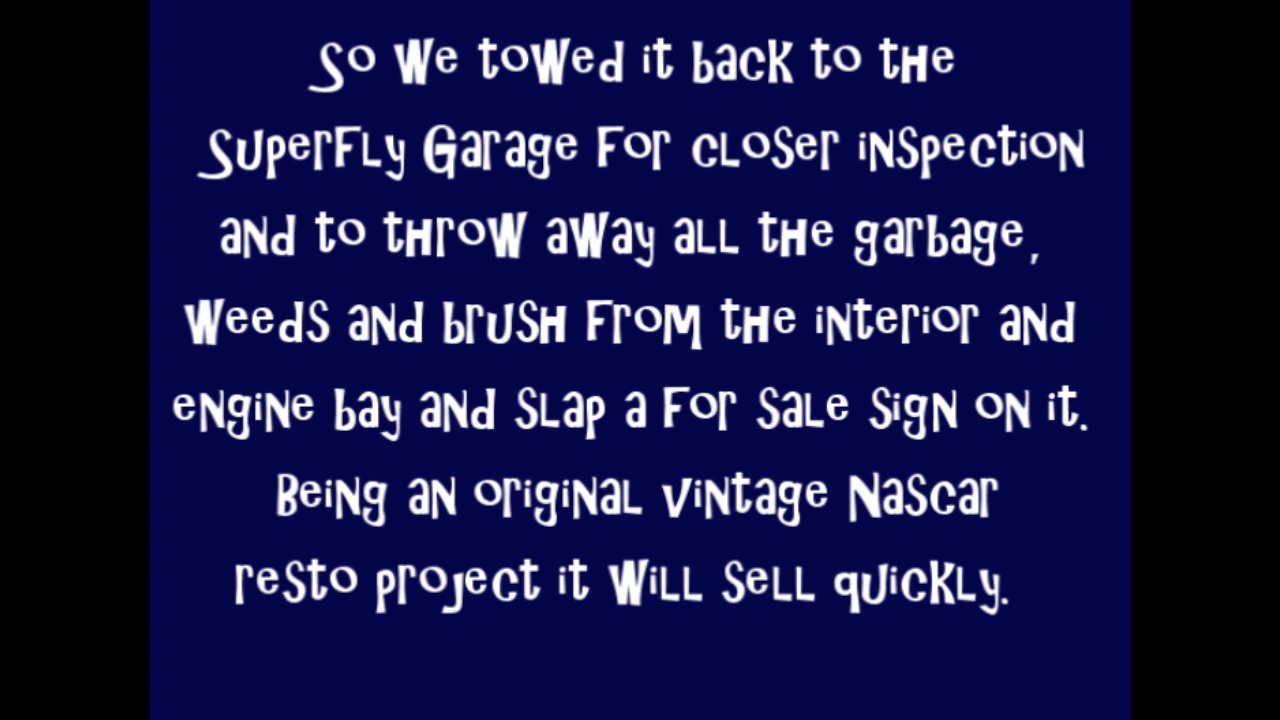 So we towed it back to the
Superfly Garage for closer inspection
and to throw away all the garbage,
weeds and brush from the interior and
engine bay and slap a for sale sign on it.
Being an original vintage Nascar
resto project it will sell quickly.